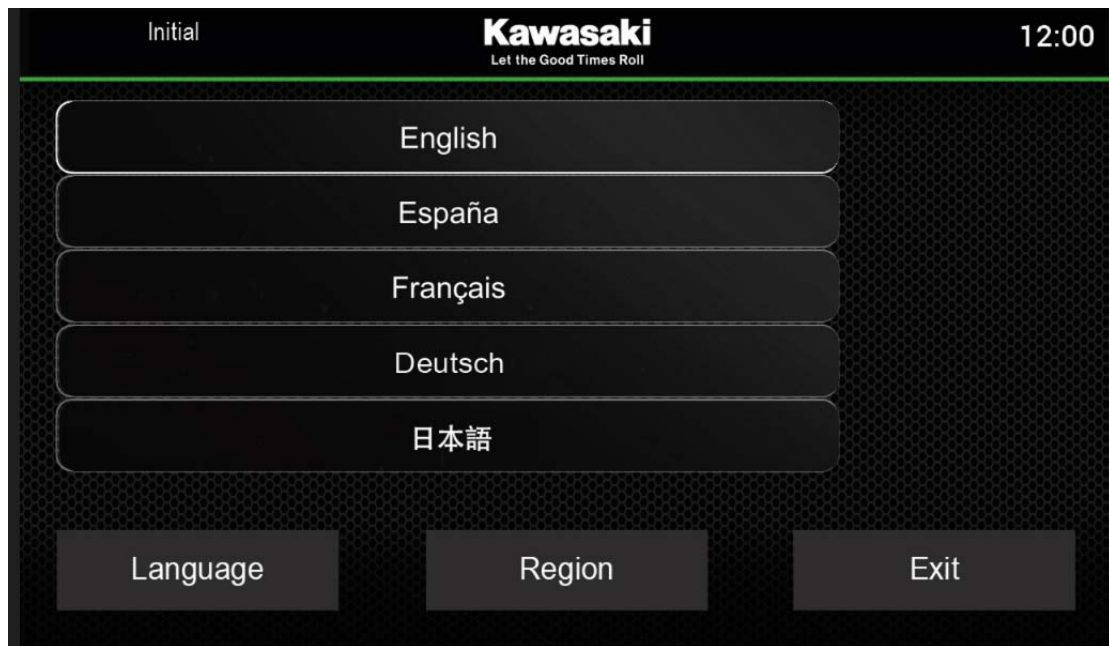 Initial
Kawasaki
Let the Good Times Roll
12:00
English
España
Français
Deutsch
日本語
Language Region Exit